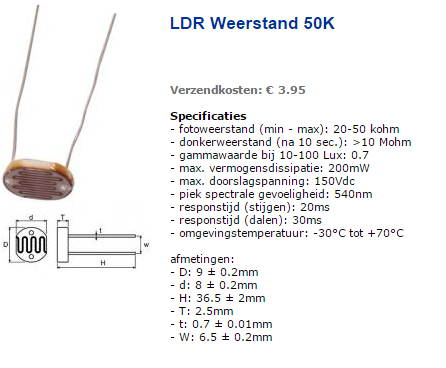 LDR Weerstand 50K
Verzendkosten: € 3.95
Specificaties
- fotoweerstand (min - max): 20-50 kohm
- donkerweerstand (na 10 sec.): >10 Mohm
- gammawaarde bij 10-100 Lux: 0.7
- max. vermogensdissipatie: 200mW
- max. doorslagspanning: 150Vdc
- piek spectrale gevoeligheid: 540nm
- responstijd (stijgen): 20ms
- responstijd (dalen): 30ms
- omgevingstemperatuur: -30°C tot +70°C
afmetingen:
- D: 9 ± 0.2mm
- d: 8 ± 0.2mm
- H: 36.5 ± 2mm
- T: 2.5mm
- t: 0.7 ± 0.01mm
- W: 6.5 ± 0.2mm
d
T
t
D
w
H